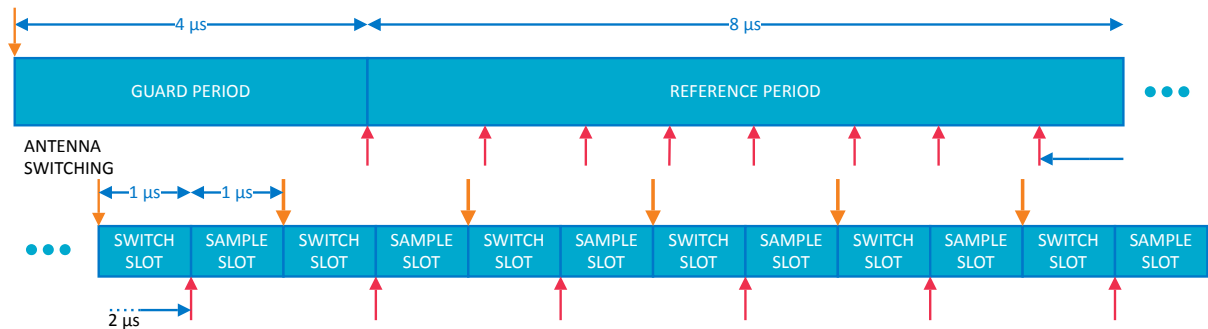 4 µs
8 µs
GUARD PERIOD
REFERENCE PERIOD
ANTENNA
SWITCHING
1 µs
1 µs
SWITCH
SLOT
SAMPLE
SLOT
SWITCH
SLOT
SAMPLE
SLOT
SWITCH
SLOT
SAMPLE
SLOT
SWITCH
SLOT
SAMPLE
SLOT
SWITCH
SLOT
SAMPLE
SLOT
SWITCH
SLOT
SAMPLE
SLOT
2 µs